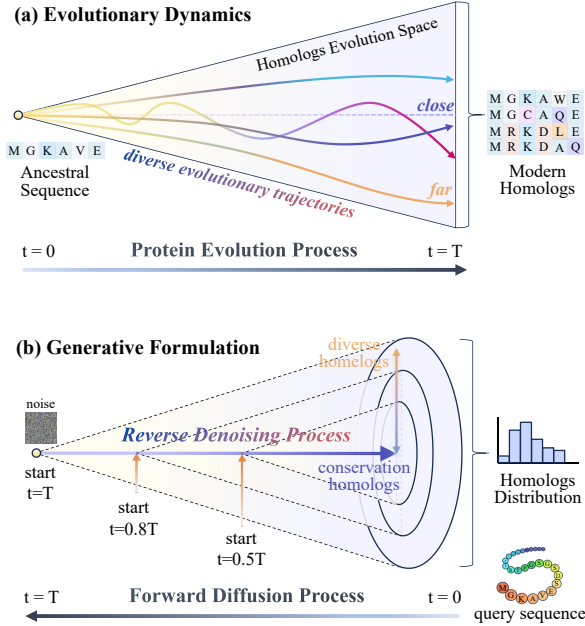 (a) Evolutionary Dynamics
Homologs Evolution Space
close
far
diverse evolutionary trajectories
M G K A V E
Ancestral
Sequence
M G K A W E
M G C A Q E
M R K D L E
M R K D A Q
Modern
Homologs
t = 0
Protein Evolution Process
t = T
(b) Generative Formulation
diverse
homelogs
noise
Reverse Denoising Process
conservation
homologs
start
t=T
start
t=0.8T
start
t=0.5T
Homologs
Distribution
M G K A V E S
query sequence
t = T
Forward Diffusion Process
t = 0